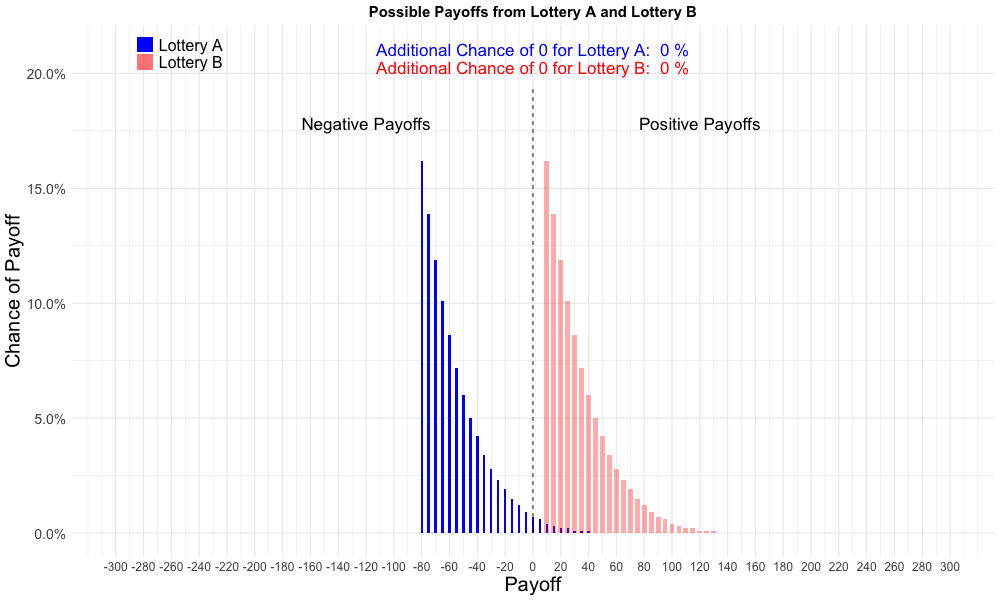 Possible Payoffs from Lottery A and Lottery B
Lottery A
Lottery B
Additional Chance of 0 for Lottery A:  0 %
Additional Chance of 0 for Lottery B:  0 %
Negative Payoffs
Positive Payoffs
Chance of Payoff
20.0%
15.0%
10.0%
5.0%
0.0%
-300 -280 -260 -240 -220 -200 -180 -160 -140 -120 -100 -80 -60 -40 -20 0 20 40 60 80 100 120 140 160 180 200 220 240 260 280 300
Payoff